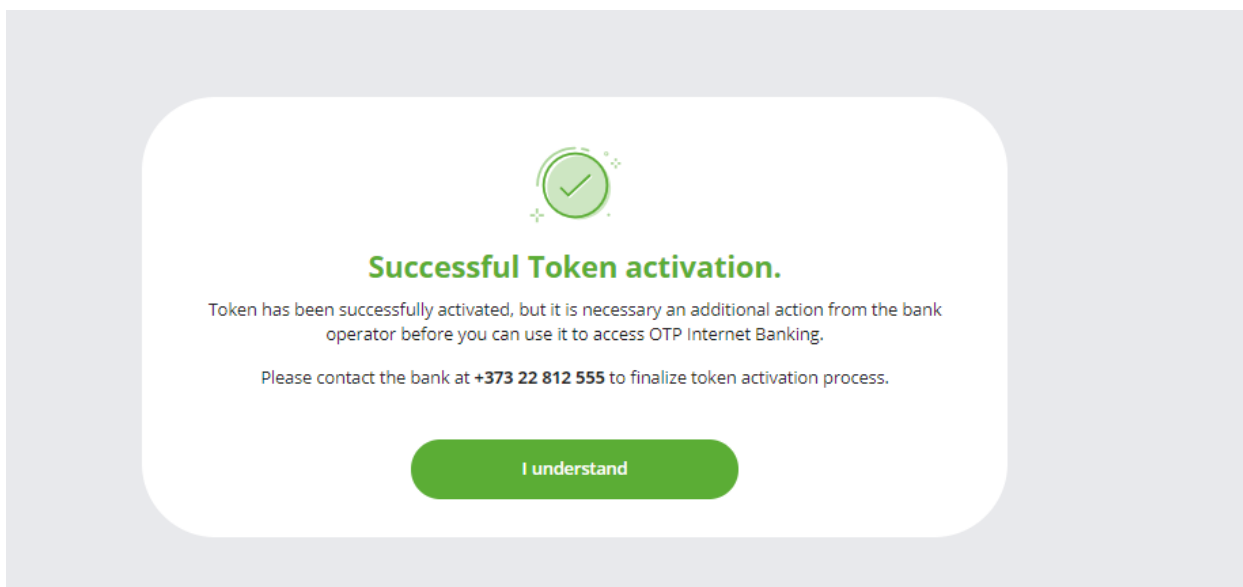 Successful Token activation.
Token has been successfully activated, but it is necessary an additional action from the bank
operator before you can use it to access OTP Internet Banking.
Please contact the bank at +373 22 812 555 to finalize token activation process.
I understand